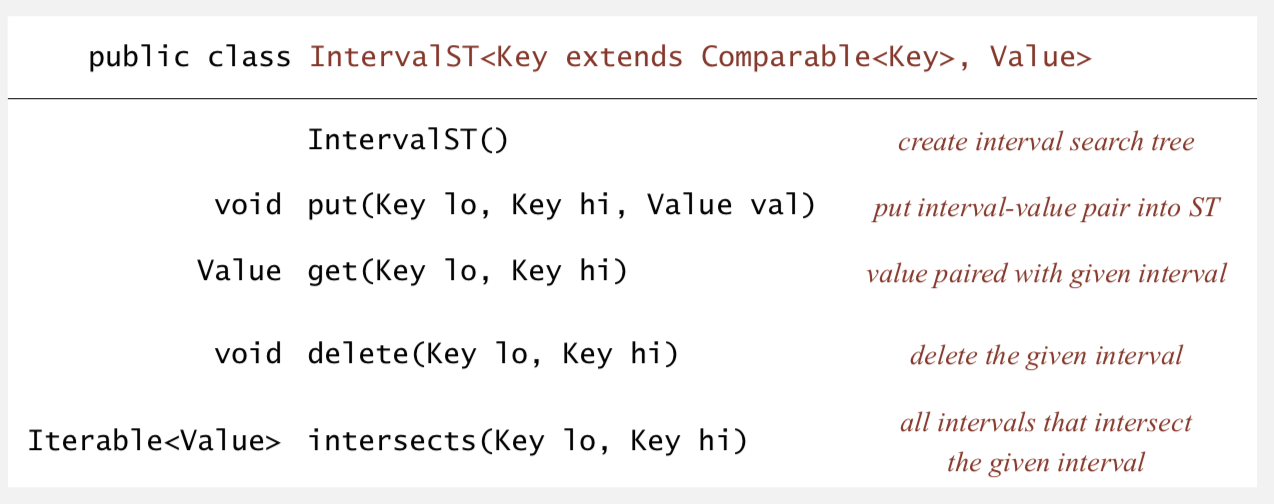 public class IntervalST<Key extends Comparable<Key>, Value>
IntervalST() create interval search tree
void put(Key lo, Key hi, Value val) put interval-value pair into ST
Value get(Key lo, Key hi) value paired with given interval
void delete(Key lo, Key hi) delete the given interval
Iterable<Value> intersects(Key lo, Key hi) all intervals that intersect
the given interval